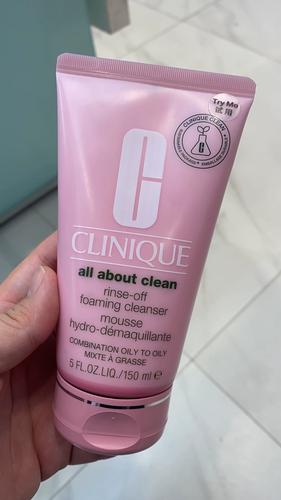 Try Me
试用
CLINIQUE CLEAN
C
CLINIQUE
all about clean
rinse-off
foaming cleanser
mousse
hydro-démaquillante
COMBINATION OILY TO OILY
MIXTE À GRASSE
5 FL.OZ.LIQ./150 ml e